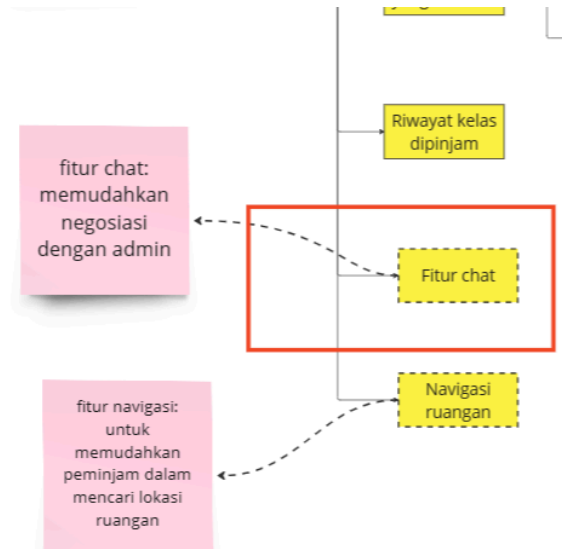 Riwayat kelas
dipinjam
fitur chat:
memudahkan
negosiasi
dengan admin
Fitur chat
Navigasi
ruangan
fitur navigasi:
untuk
memudahkan
peminjam dalam
mencari lokasi
ruangan